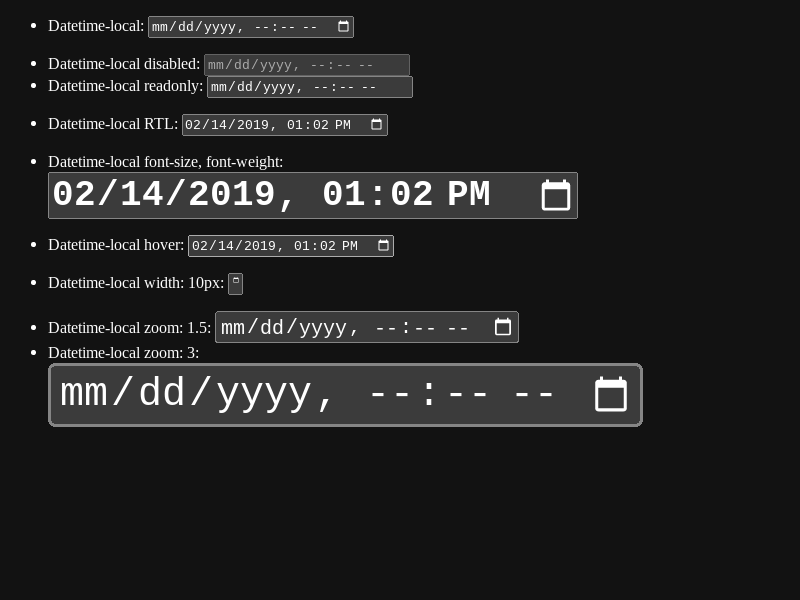 Datetime-local: mm/dd/yyyy, --:-- --
Datetime-local disabled: mm/dd/yyyy, --:-- --
Datetime-local readonly: mm/dd/yyyy, --:-- --
Datetime-local RTL: 02/14/2019, 01:02 PM
Datetime-local font-size, font-weight:
02/14/2019, 01:02 PM
Datetime-local hover: 02/14/2019, 01:02 PM
Datetime-local width: 10px:
Datetime-local zoom: 1.5: mm/dd/yyyy, --:-- --
Datetime-local zoom: 3:
mm/dd/yyyy, --:-- --